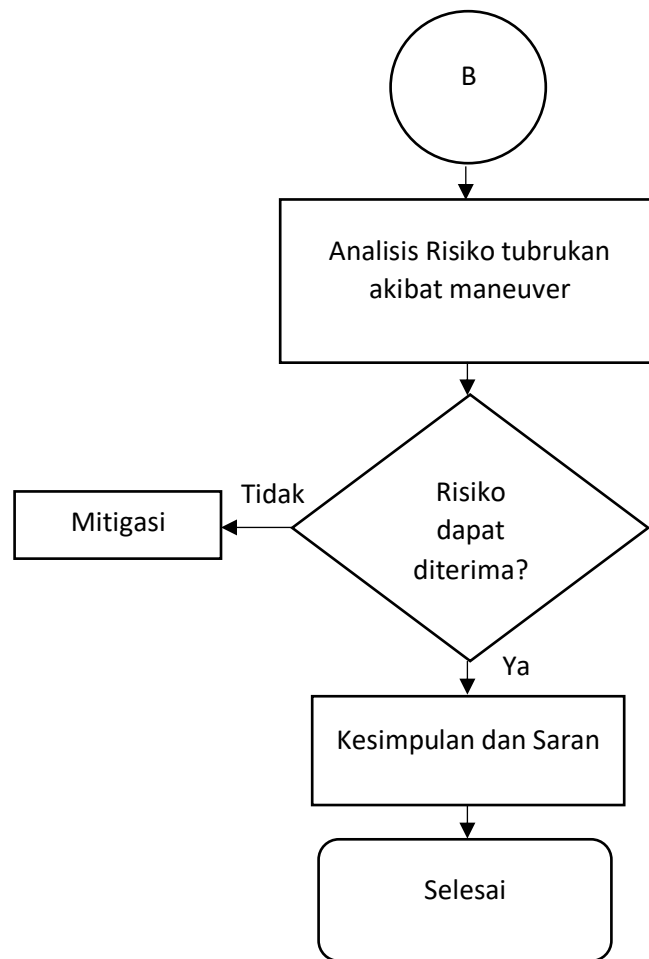 B
Analisis Risiko tubrukan
akibat maneuver
Tidak
Mitigasi
Risiko
dapat
diterima?
Ya
Kesimpulan dan Saran
Selesai